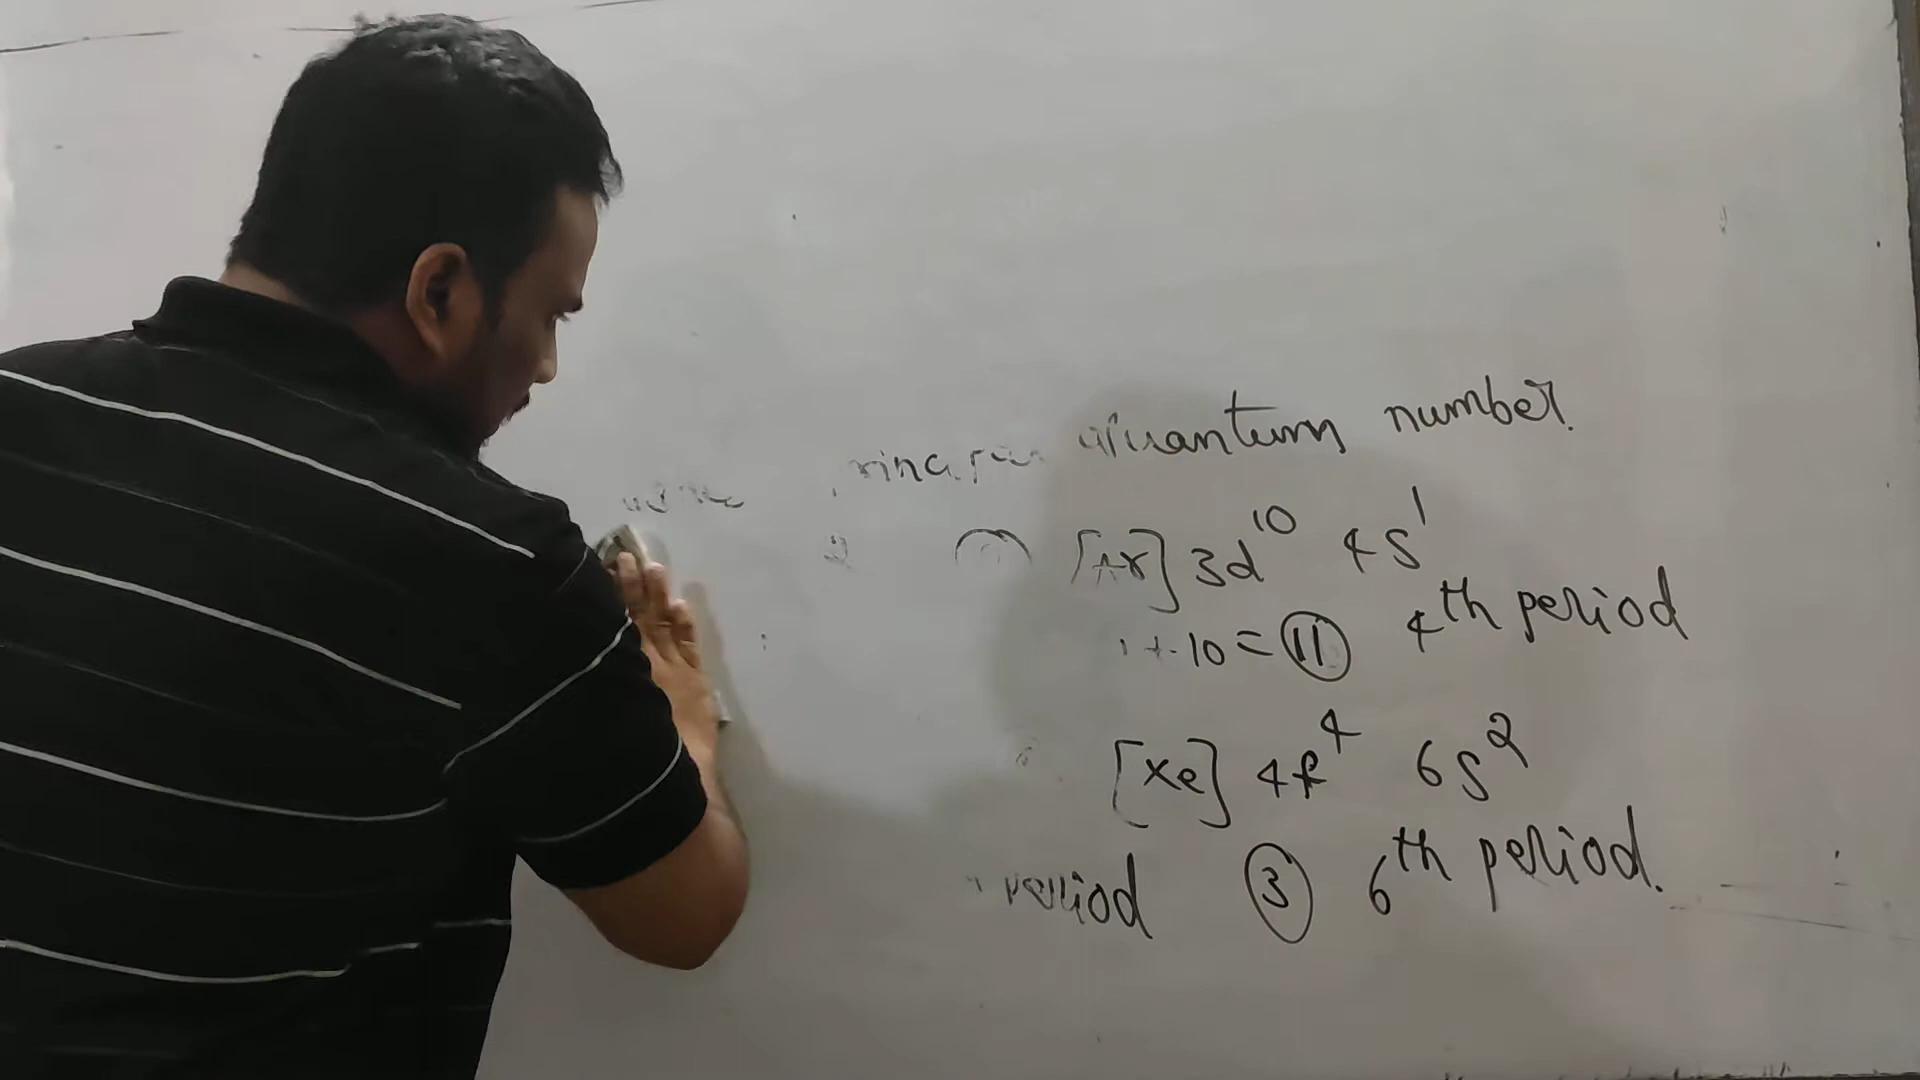 quantum number.
[Ar] 3d¹⁰ 4s¹
1+10 = 11 4th period
[Xe] 4f⁴ 6s²
period 3 6th period.